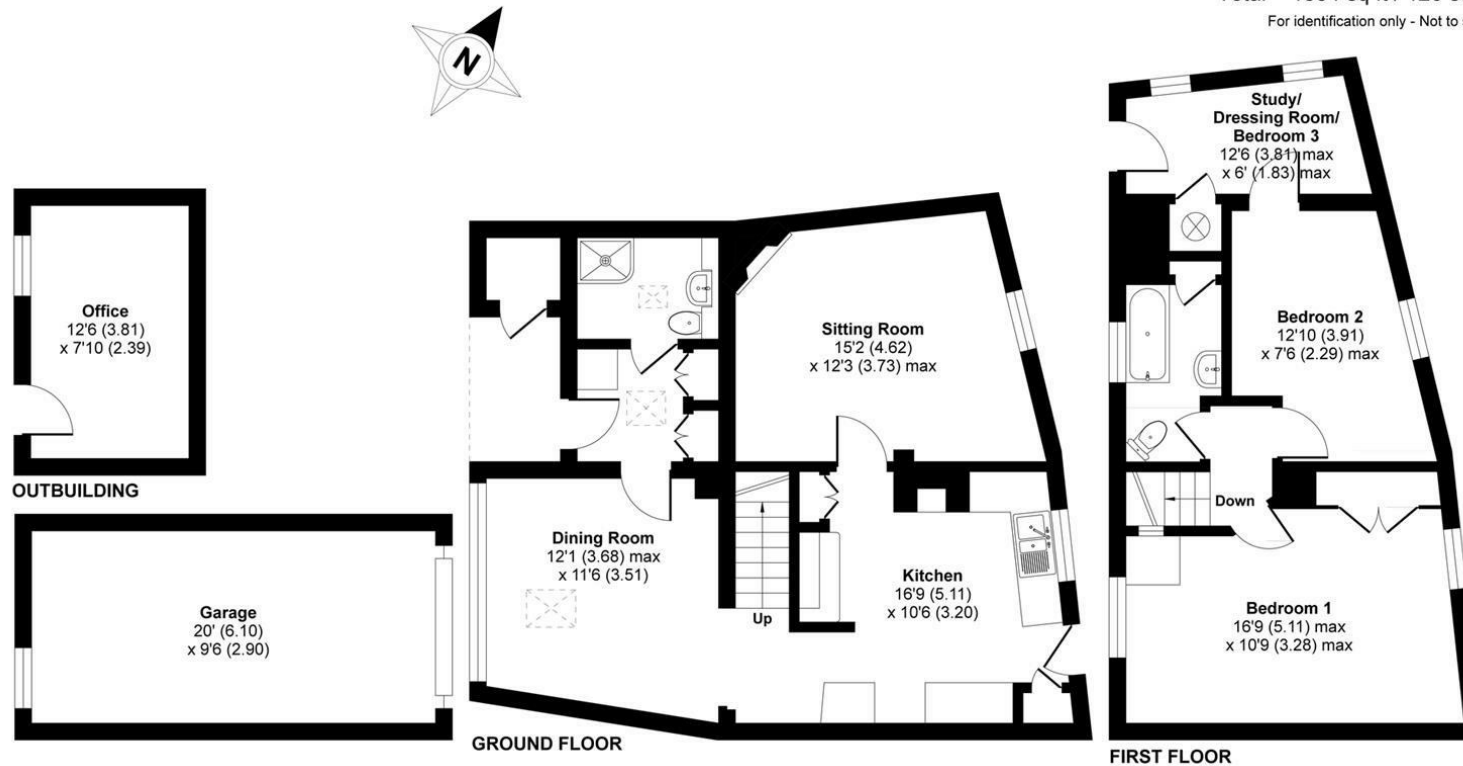 For identification only - Not to
N
Study/
Dressing Room/
Bedroom 3
12'6 (3.81) max
x 6' (1.83) max
Office
12'6 (3.81)
x 7'10 (2.39)
OUTBUILDING
Sitting Room
15'2 (4.62)
x 12'3 (3.73) max
Bedroom 2
12'10 (3.91)
x 7'6 (2.29) max
Down
Dining Room
12'1 (3.68) max
x 11'6 (3.51)
Up
Kitchen
16'9 (5.11)
x 10'6 (3.20)
Garage
20' (6.10)
x 9'6 (2.90)
Bedroom 1
16'9 (5.11) max
x 10'9 (3.28) max
GROUND FLOOR
FIRST FLOOR